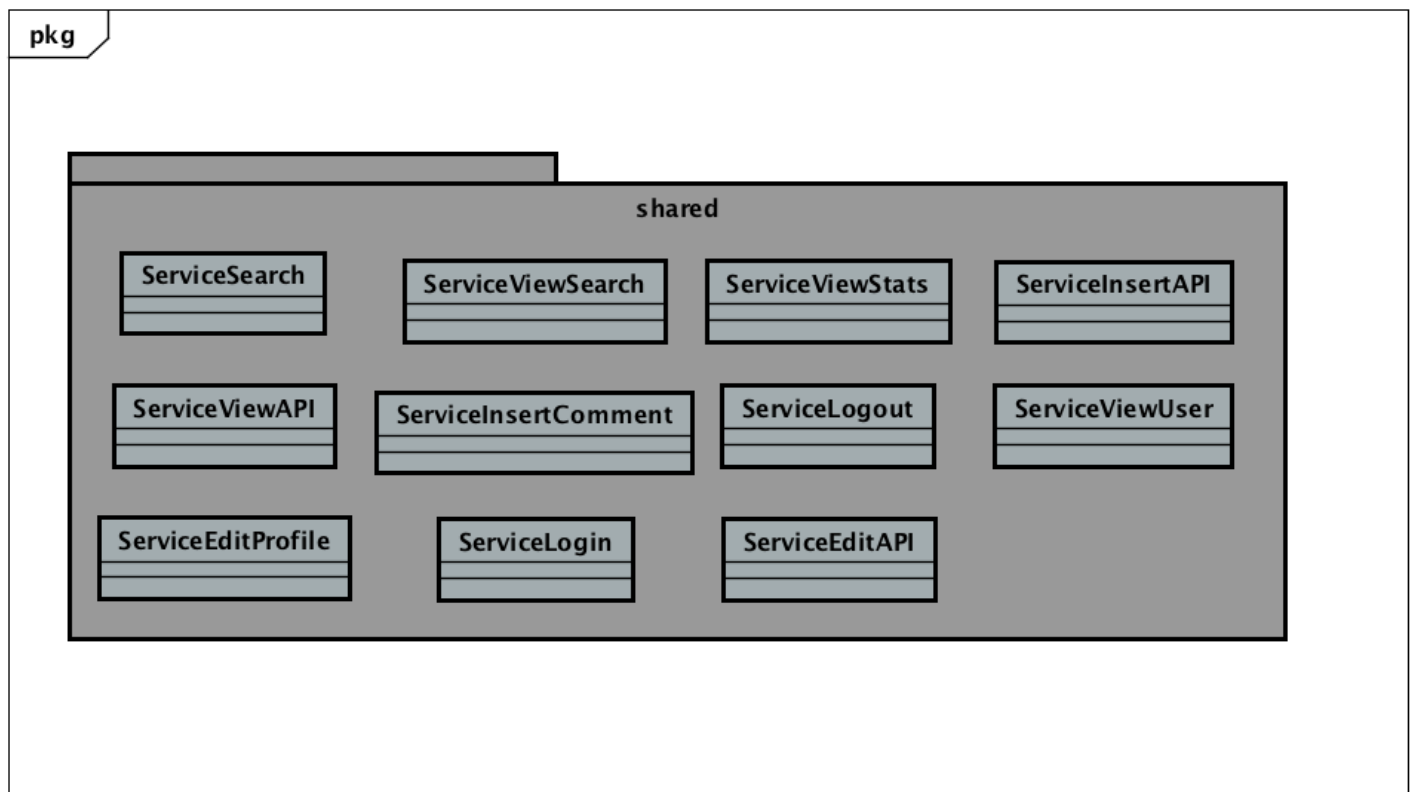 pkg
shared
ServiceSearch
ServiceViewSearch
ServiceViewStats
ServiceInsertAPI
ServiceViewAPI
ServiceInsertComment
ServiceLogout
ServiceViewUser
ServiceEditProfile
ServiceLogin
ServiceEditAPI